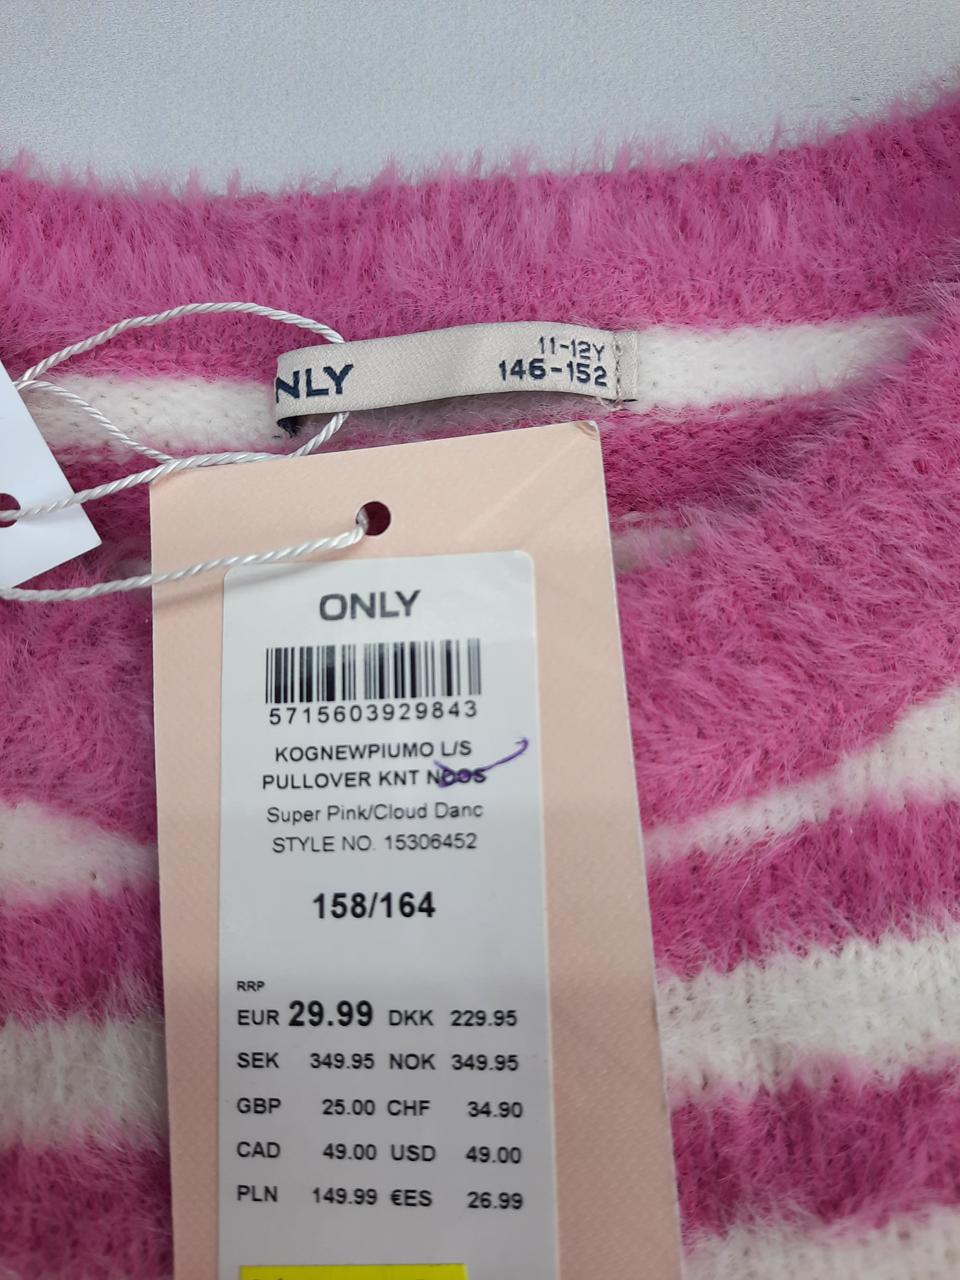 NLY
11-12Y
146-152
ONLY
5715603929843
KOGNEWPIUMO L/S
PULLOVER KNT NOOS
Super Pink/Cloud Danc
STYLE NO. 15306452
158/164
RRP
EUR 29.99 DKK 229.95
SEK 349.95 NOK 349.95
GBP 25.00 CHF 34.90
CAD 49.00 USD 49.00
PLN 149.99 €ES 26.99